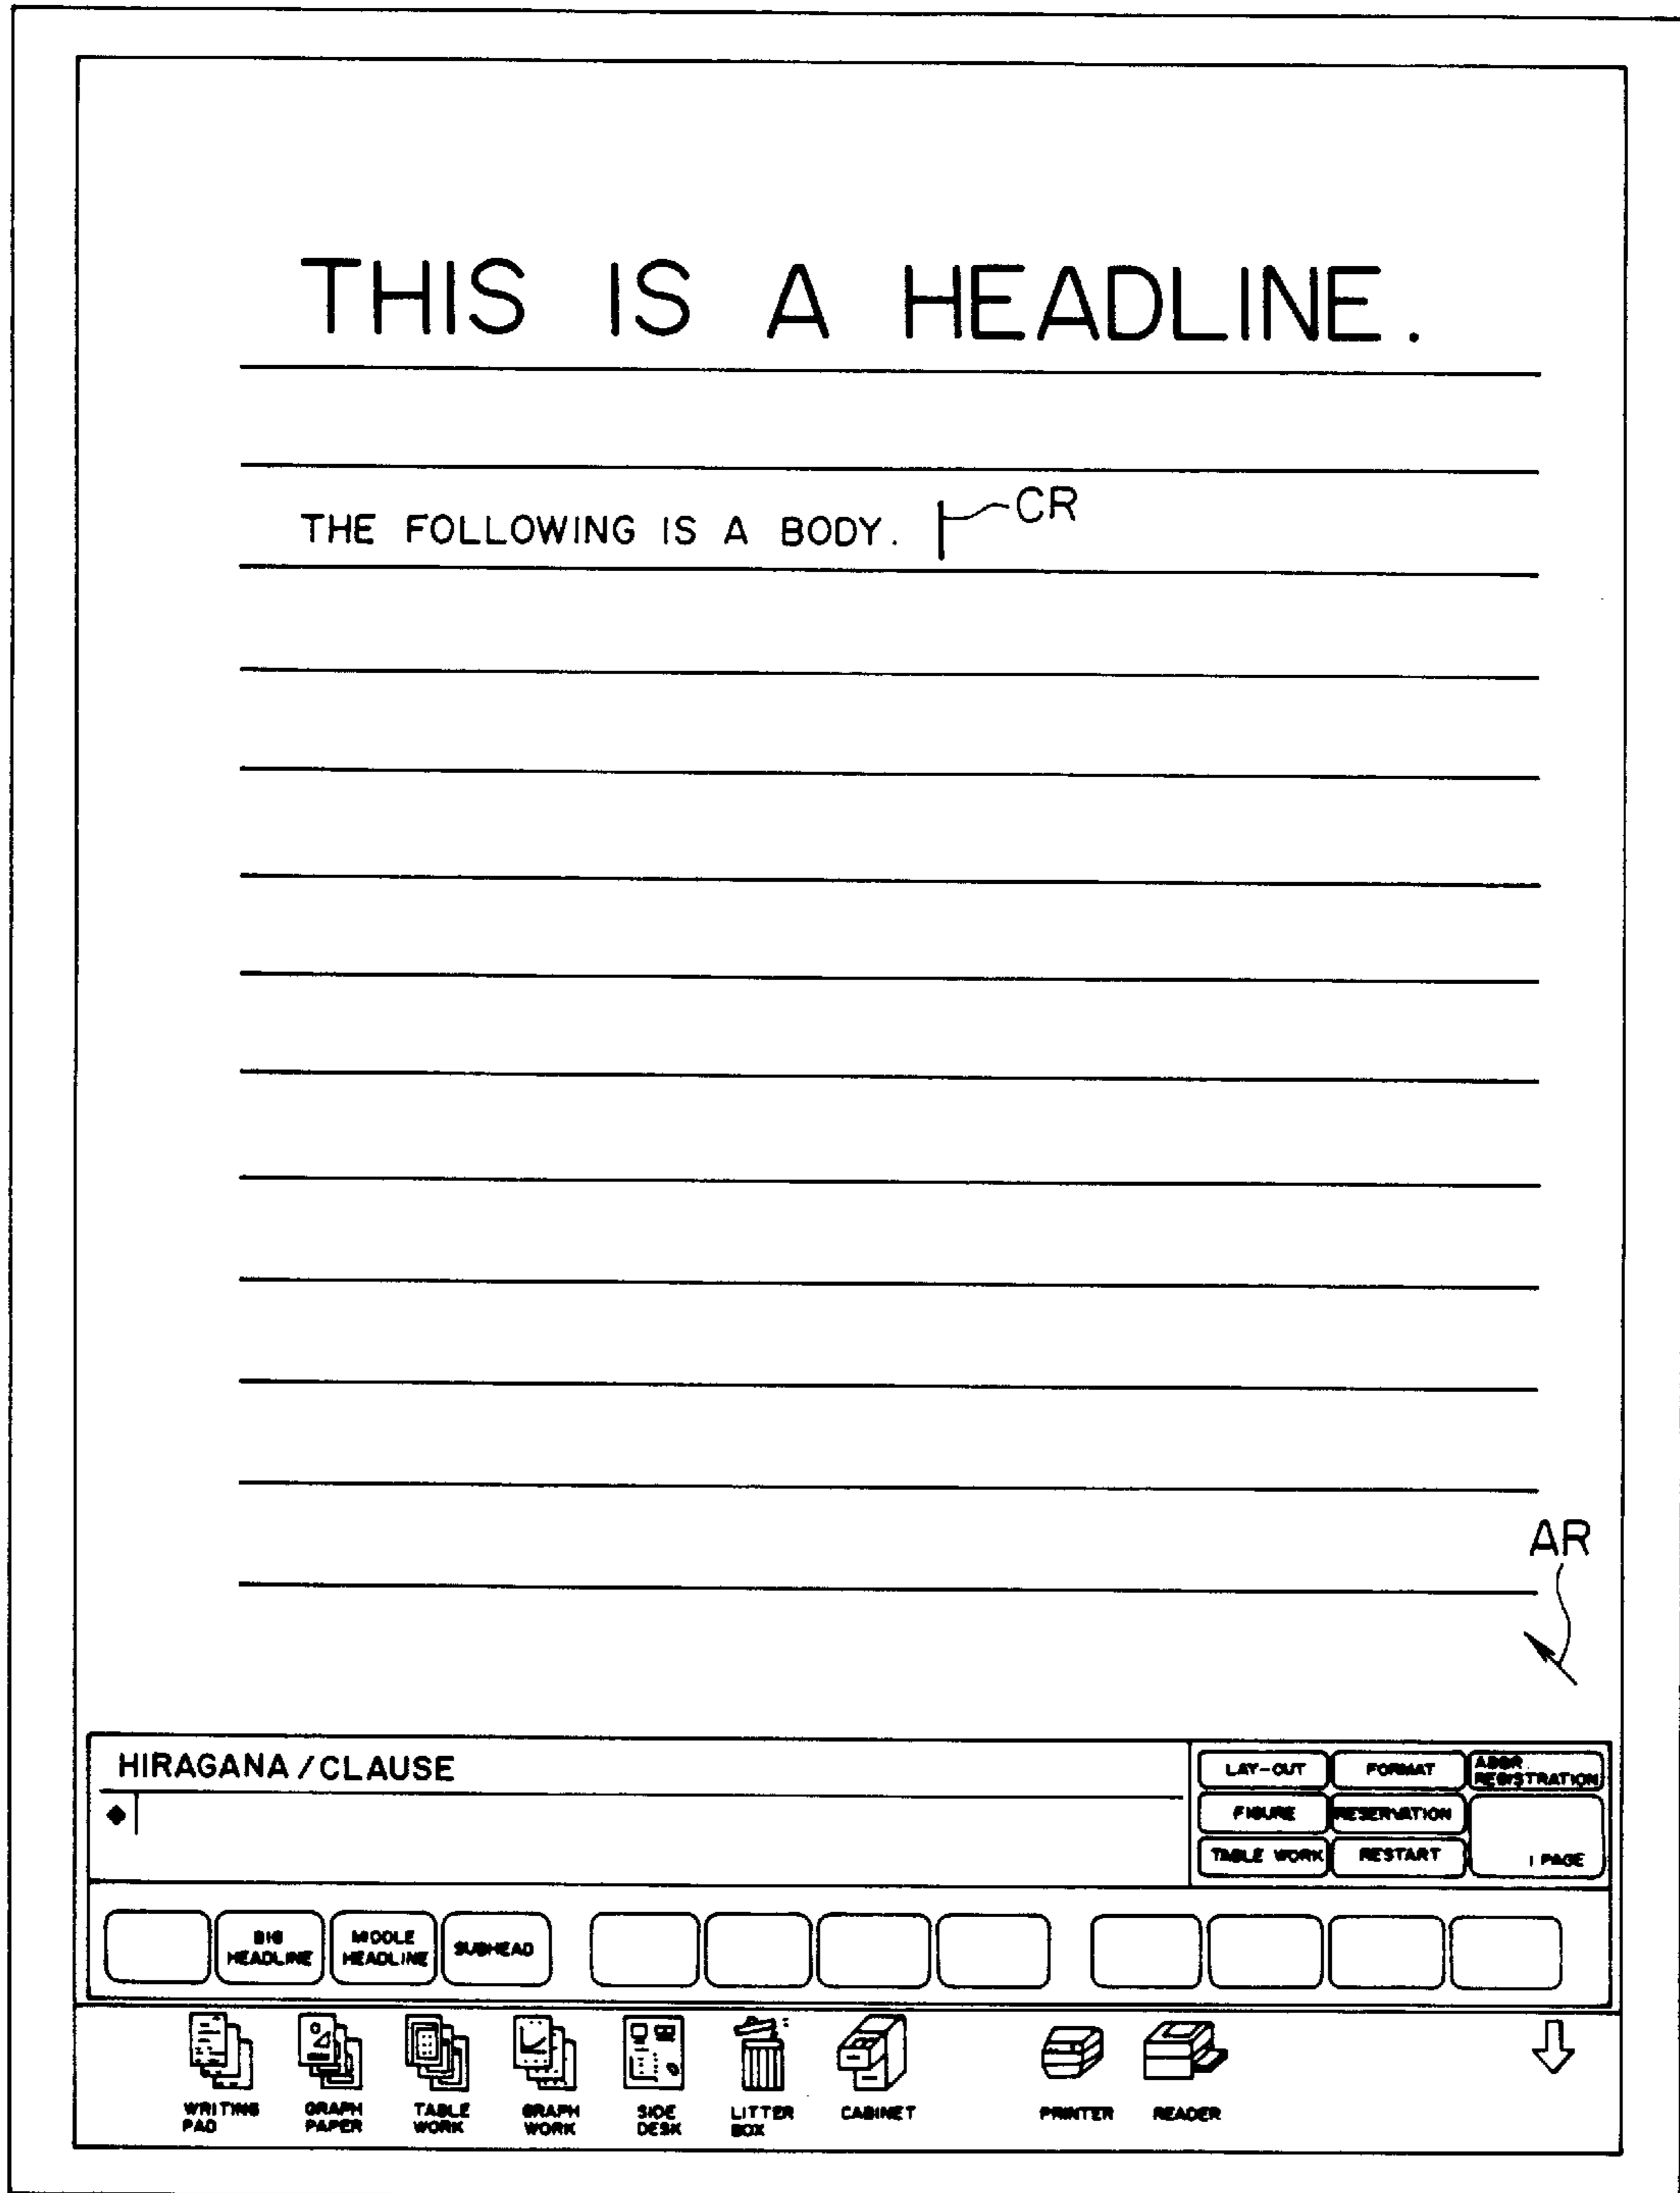 THIS IS A HEADLINE.
THE FOLLOWING IS A BODY.
CR
AR
HIRAGANA/CLAUSE
LAY-OUT
FORMAT
ABBR.
REGISTRATION
FIGURE
RESERVATION
TABLE WORK
RESTART
1 PAGE
BIG
HEADLINE
MIDDLE
HEADLINE
SUBHEAD
WRITING
PAD
GRAPH
PAPER
TABLE
WORK
GRAPH
WORK
SIDE
DESK
LITTER
BOX
CABINET
PRINTER
READER